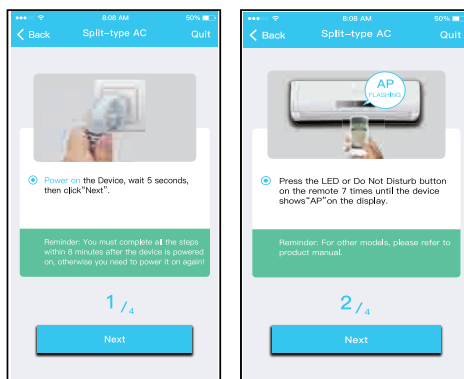 8:08 AM
50%
Back
Split-type AC
Quit
Power on the Device, wait 5 seconds,
then click"Next".
Reminder: You must complete all the steps
within 8 minutes after the device is powered
on, otherwise you need to power it on again!
1/4
Next
8:08 AM
50%
Back
Split-type AC
Quit
AP
FLASHING
Press the LED or Do Not Disturb button
on the remote 7 times until the device
shows"AP"on the display.
Reminder: For other models, please refer to
product manual.
2/4
Next